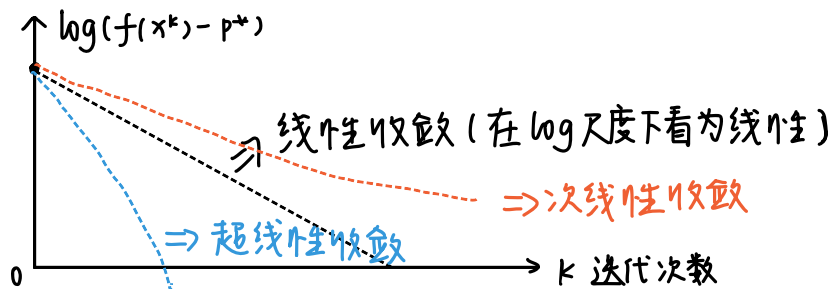 log(f(x^k)-p*)
⇒ 线性收敛(在log尺度下看为线性)
⇒次线性收敛
⇒超线性收敛
0
K 迭代次数